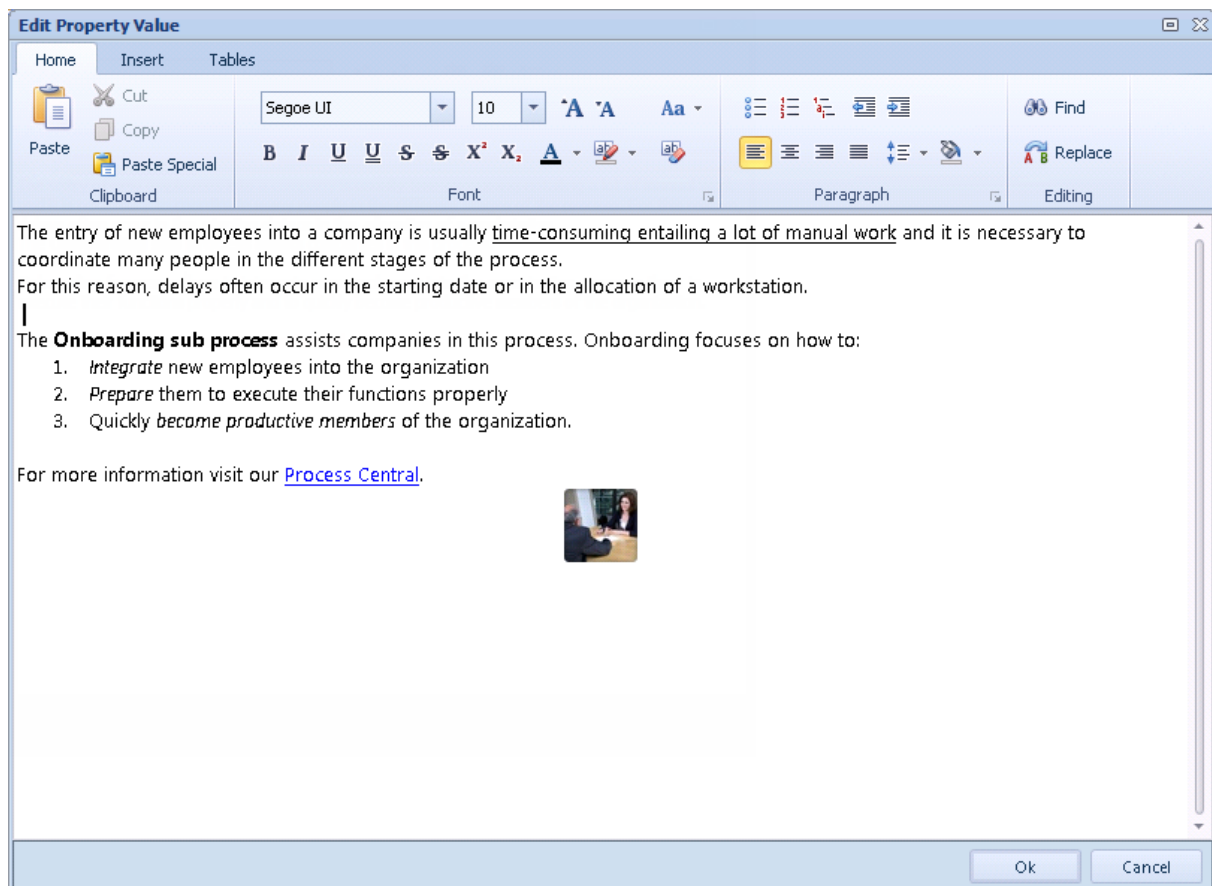 Edit Property Value
Home Insert Tables
Paste
Cut
Copy
Paste Special
Clipboard
Segoe UI 10 A A Aa
B I U U S S X² X₂ A ab ab
Font
Paragraph
Find
Replace
Editing
The entry of new employees into a company is usually time-consuming entailing a lot of manual work and it is necessary to
coordinate many people in the different stages of the process.
For this reason, delays often occur in the starting date or in the allocation of a workstation.
The Onboarding sub process assists companies in this process. Onboarding focuses on how to:
1. Integrate new employees into the organization
2. Prepare them to execute their functions properly
3. Quickly become productive members of the organization.
For more information visit our Process Central.
Ok Cancel